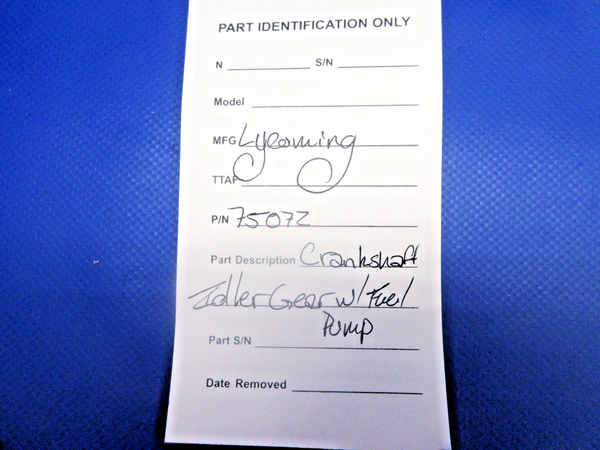 PART IDENTIFICATION ONLY
N S/N
Model
MFG Lycoming
TTAF
P/N 75072
Part Description Crankshaft
Idler Gear w/ Fuel
Pump
Part S/N
Date Removed